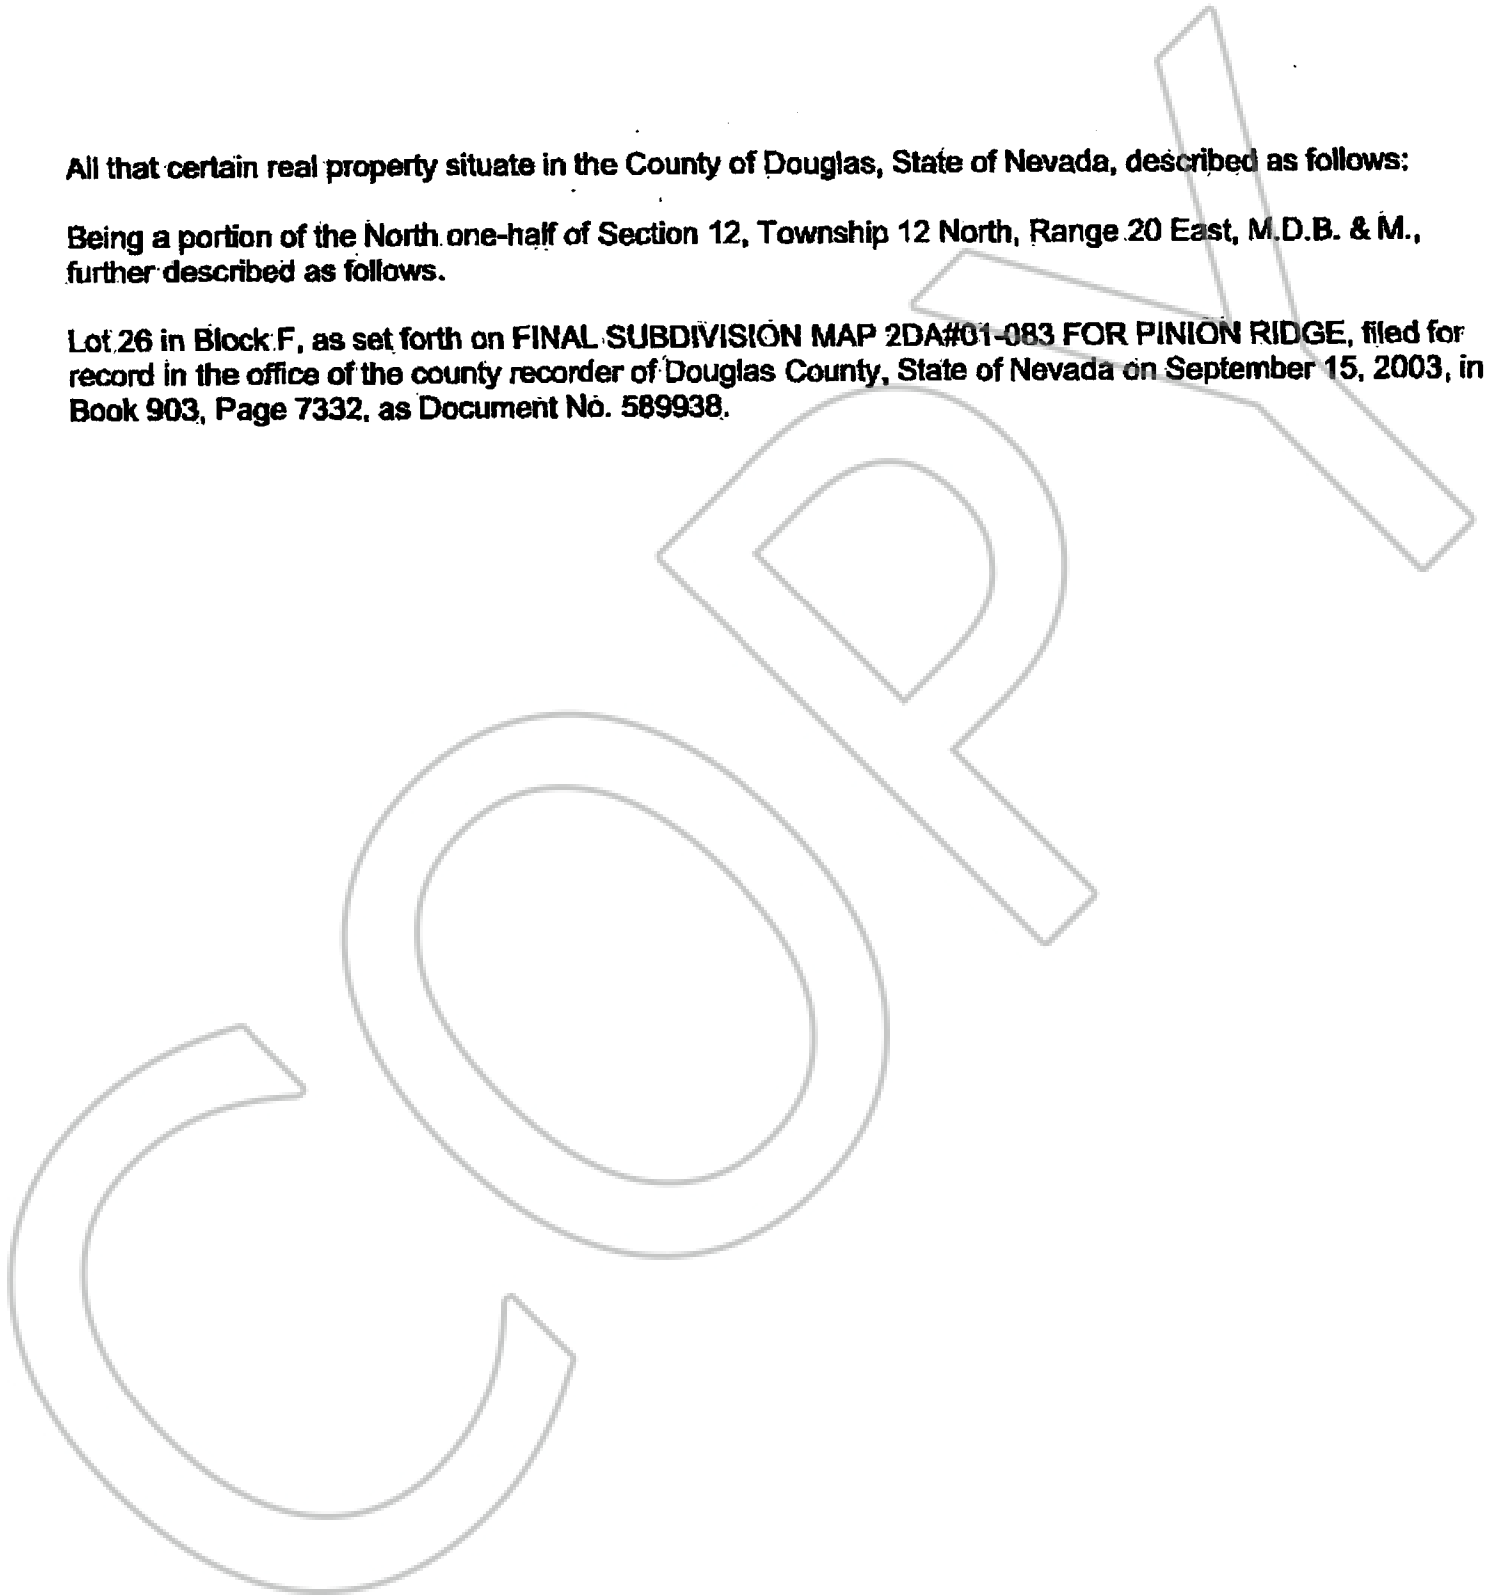 All that certain real property situate in the County of Douglas, State of Nevada, described as follows:
Being a portion of the North one-half of Section 12, Township 12 North, Range 20 East, M.D.B. & M.,
further described as follows.
Lot 26 in Block F, as set forth on FINAL SUBDIVISION MAP 2DA#01-083 FOR PINION RIDGE, filed for
record in the office of the county recorder of Douglas County, State of Nevada on September 15, 2003, in
Book 903, Page 7332, as Document No. 589938.
COPY